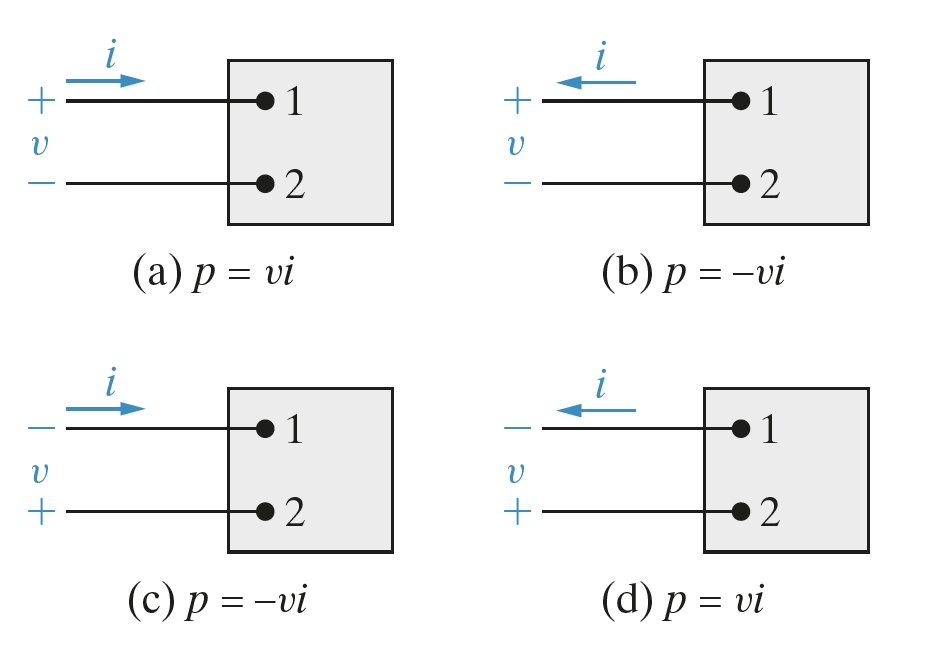 i i
+ 1 + 1
v v
− 2 − 2
(a) p = vi (b) p = −vi
i i
− 1 − 1
v v
+ 2 + 2
(c) p = −vi (d) p = vi